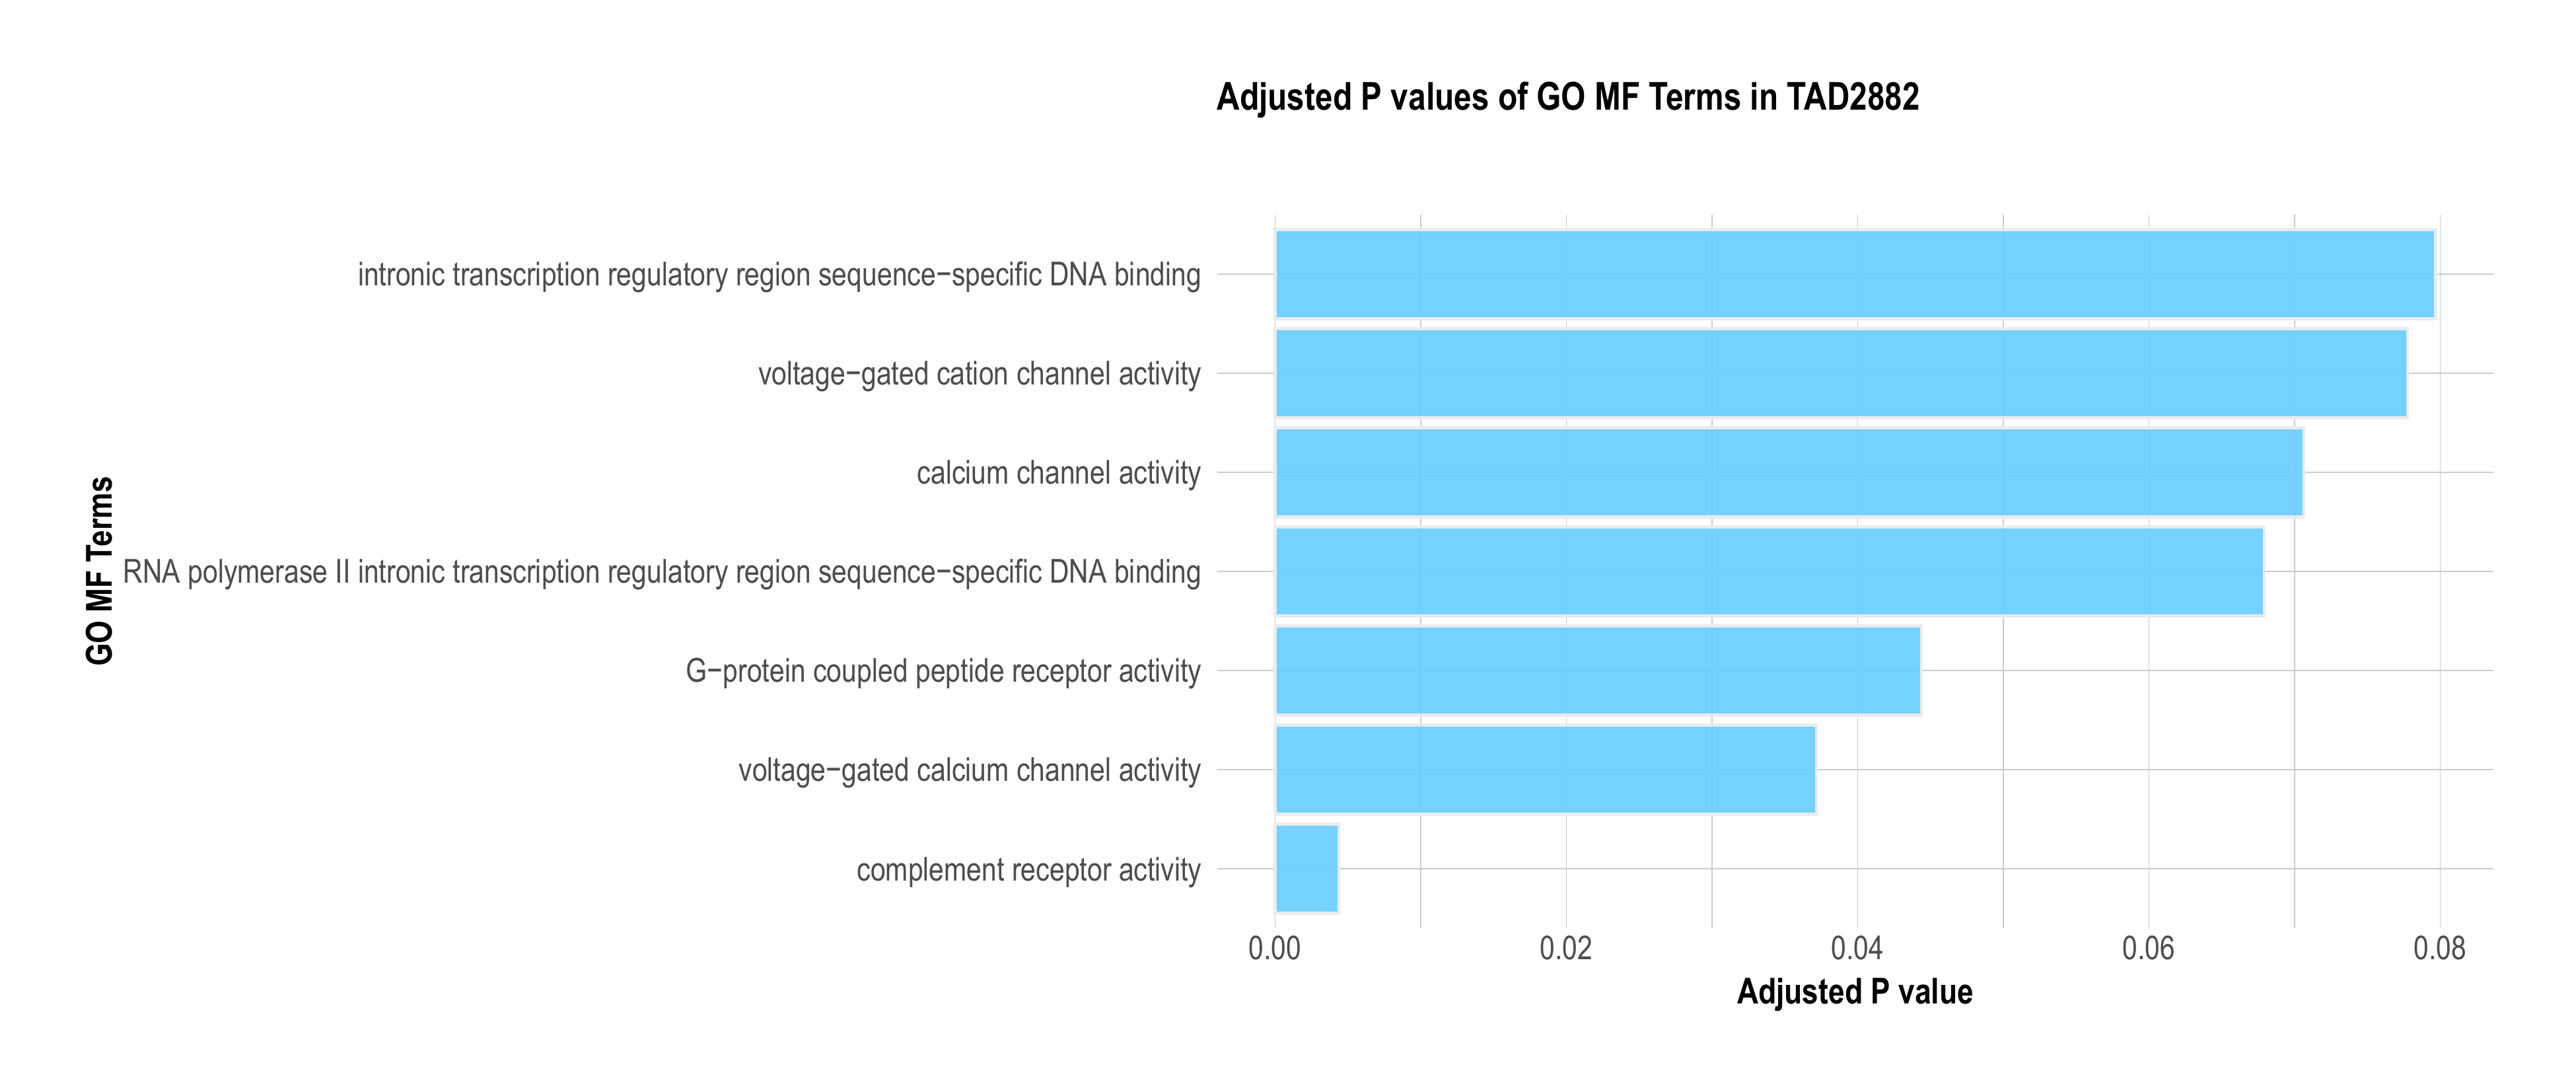 Adjusted P values of GO MF Terms in TAD2882
GO MF Terms
intronic transcription regulatory region sequence−specific DNA binding
voltage−gated cation channel activity
calcium channel activity
RNA polymerase II intronic transcription regulatory region sequence−specific DNA binding
G−protein coupled peptide receptor activity
voltage−gated calcium channel activity
complement receptor activity
0.00 0.02 0.04 0.06 0.08
Adjusted P value